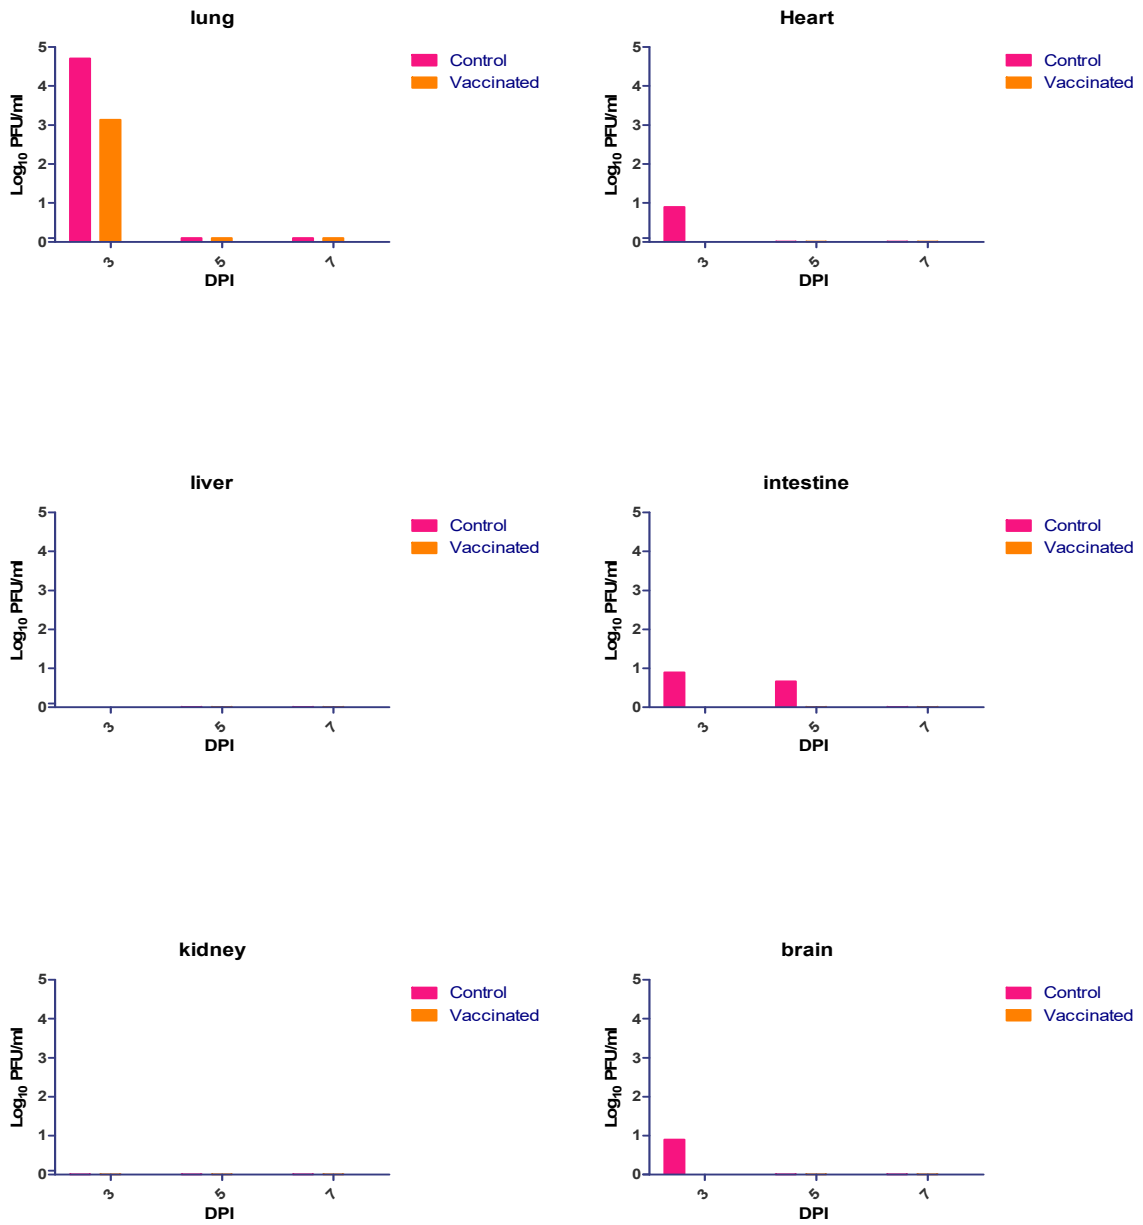 lung
Log10 PFU/ml
5
4
3
2
1
0
3
5
7
DPI
Control
Vaccinated
Heart
Log10 PFU/ml
5
4
3
2
1
0
3
5
7
DPI
Control
Vaccinated
liver
Log10 PFU/ml
5
4
3
2
1
0
3
5
7
DPI
Control
Vaccinated
intestine
Log10 PFU/ml
5
4
3
2
1
0
3
5
7
DPI
Control
Vaccinated
kidney
Log10 PFU/ml
5
4
3
2
1
0
3
5
7
DPI
Control
Vaccinated
brain
Log10 PFU/ml
5
4
3
2
1
0
3
5
7
DPI
Control
Vaccinated